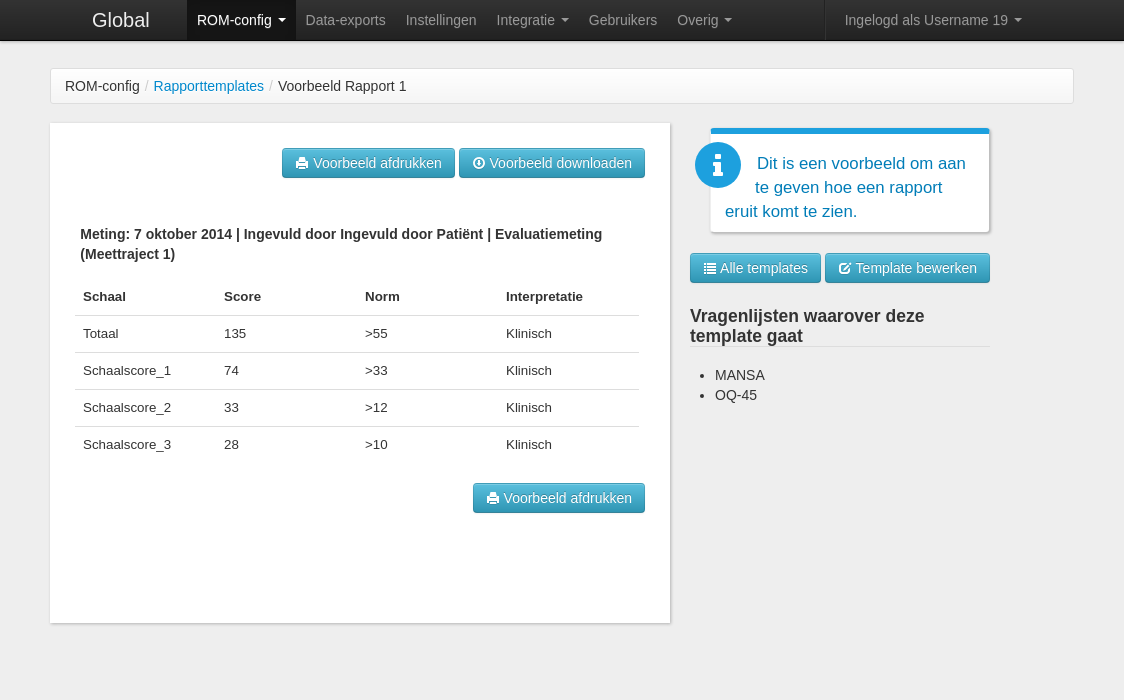 Global ROM-config Data-exports Instellingen Integratie Gebruikers Overig Ingelogd als Username 19
ROM-config / Rapporttemplates / Voorbeeld Rapport 1
Voorbeeld afdrukken Voorbeeld downloaden
Meting: 7 oktober 2014 | Ingevuld door Ingevuld door Patiënt | Evaluatiemeting
(Meettraject 1)
Schaal Score Norm Interpretatie
Totaal 135 >55 Klinisch
Schaalscore_1 74 >33 Klinisch
Schaalscore_2 33 >12 Klinisch
Schaalscore_3 28 >10 Klinisch
Voorbeeld afdrukken
Dit is een voorbeeld om aan
te geven hoe een rapport
eruit komt te zien.
Alle templates Template bewerken
Vragenlijsten waarover deze
template gaat
• MANSA
• OQ-45